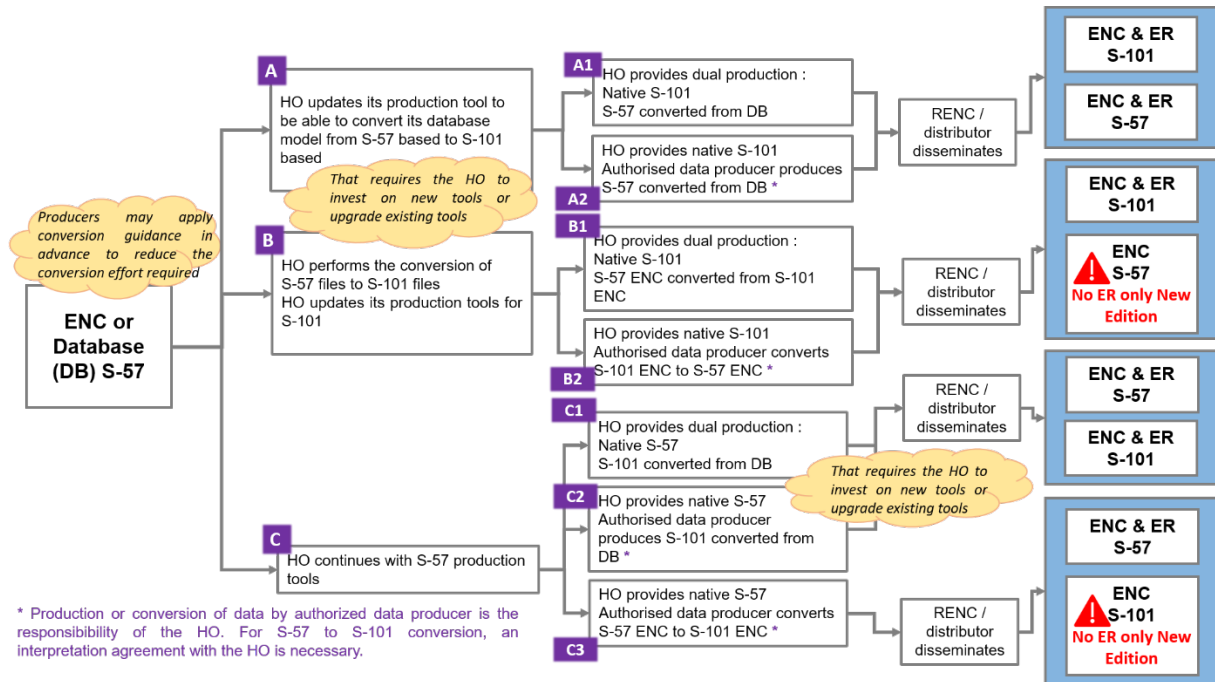 Producers may apply
conversion guidance in
advance to reduce the
conversion effort required
ENC or
Database
(DB) S-57
A
HO updates its production tool to
be able to convert its database
model from S-57 based to S-101
based
That requires the HO to
invest on new tools or
upgrade existing tools
B
HO performs the conversion of
S-57 files to S-101 files
HO updates its production tools for
S-101
C
HO continues with S-57 production
tools
A1
HO provides dual production :
Native S-101
S-57 converted from DB
HO provides native S-101
Authorised data producer produces
S-57 converted from DB *
A2
B1
HO provides dual production :
Native S-101
S-57 ENC converted from S-101
ENC
HO provides native S-101
Authorised data producer converts
S-101 ENC to S-57 ENC *
B2
C1
HO provides dual production :
Native S-57
S-101 converted from DB
C2
HO provides native S-57
Authorised data producer
produces S-101 converted from
DB *
That requires the HO to
invest on new tools or
upgrade existing tools
HO provides native S-57
Authorised data producer converts
S-57 ENC to S-101 ENC *
C3
RENC /
distributor
disseminates
RENC /
distributor
disseminates
RENC /
distributor
disseminates
RENC /
distributor
disseminates
ENC & ER
S-101
ENC & ER
S-57
ENC & ER
S-101
ENC
S-57
No ER only New
Edition
ENC & ER
S-57
ENC & ER
S-101
ENC & ER
S-57
ENC
S-101
No ER only New
Edition
* Production or conversion of data by authorized data producer is the
responsibility of the HO. For S-57 to S-101 conversion, an
interpretation agreement with the HO is necessary.